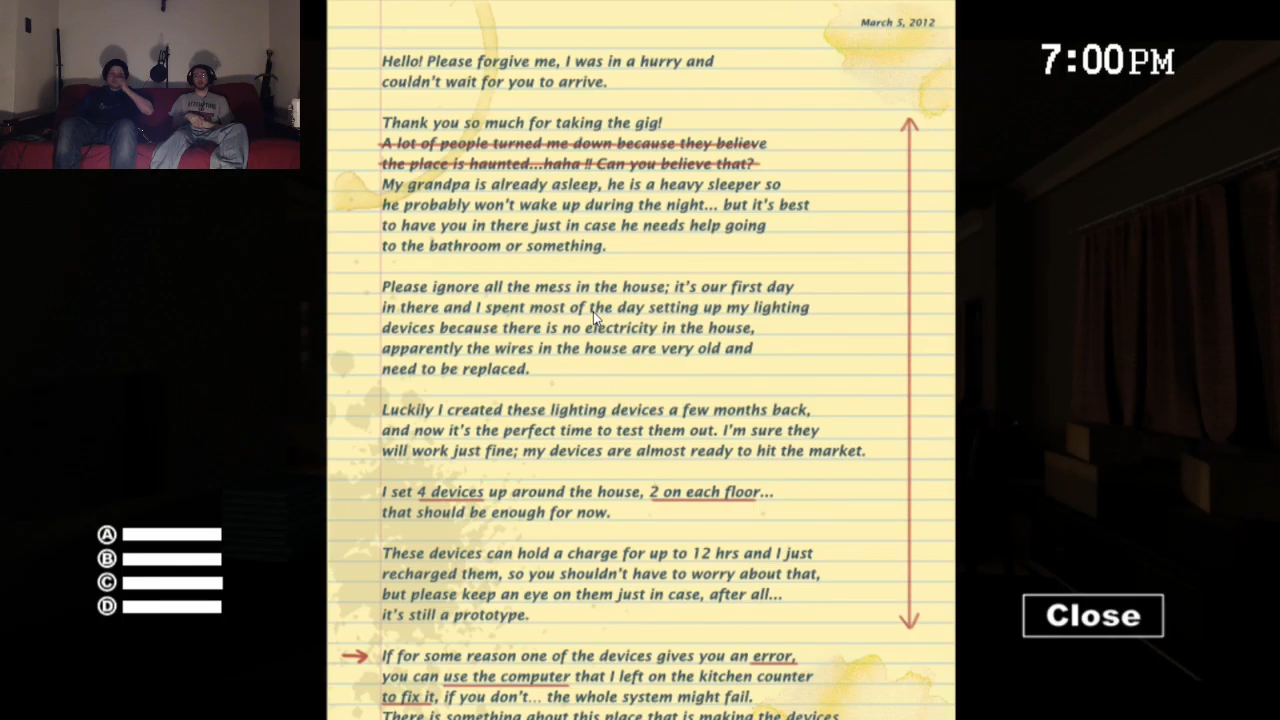 March 5, 2012
7:00 PM
Hello! Please forgive me, I was in a hurry and
couldn't wait for you to arrive.
Thank you so much for taking the gig!
A lot of people turned me down because they believe
the place is haunted...haha !! Can you believe that?
My grandpa is already asleep, he is a heavy sleeper so
he probably won't wake up during the night... but it's best
to have you in there just in case he needs help going
to the bathroom or something.
Please ignore all the mess in the house; it's our first day
in there and I spent most of the day setting up my lighting
devices because there is no electricity in the house,
apparently the wires in the house are very old and
need to be replaced.
Luckily I created these lighting devices a few months back,
and now it's the perfect time to test them out. I'm sure they
will work just fine; my devices are almost ready to hit the market.
I set 4 devices up around the house, 2 on each floor...
that should be enough for now.
These devices can hold a charge for up to 12 hrs and I just
recharged them, so you shouldn't have to worry about that,
but please keep an eye on them just in case, after all...
it's still a prototype.
If for some reason one of the devices gives you an error,
you can use the computer that I left on the kitchen counter
to fix it, if you don't... the whole system might fail.
There is something about this place that is making the devices
A
B
C
D
Close